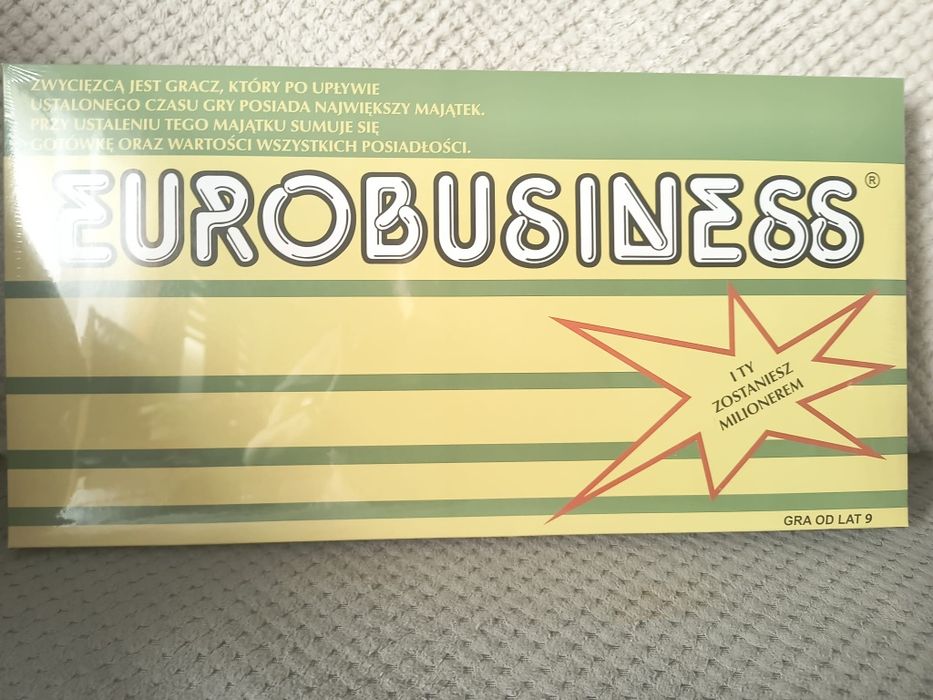 ZWYCIĘZCĄ JEST GRACZ, KTÓRY PO UPŁYWIE
USTALONEGO CZASU GRY POSIADA NAJWIĘKSZY MAJĄTEK.
PRZY USTALENIU TEGO MAJĄTKU SUMUJE SIĘ
GOTÓWKĘ ORAZ WARTOŚCI WSZYSTKICH POSIADŁOŚCI.
EUROBUSINESS ®
I TY
ZOSTANIESZ
MILIONEREM
GRA OD LAT 9